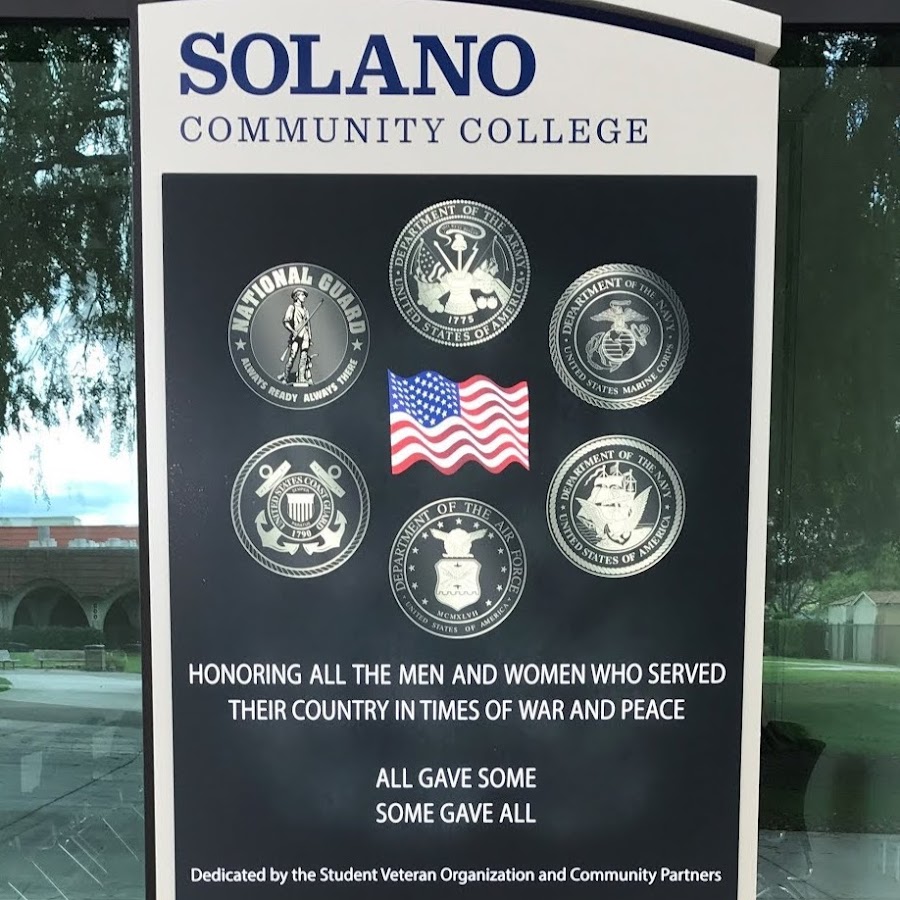 SOLANO
COMMUNITY COLLEGE
DEPARTMENT OF THE ARMY
1775
UNITED STATES OF AMERICA
NATIONAL GUARD
ALWAYS READY ALWAYS THERE
DEPARTMENT OF THE NAVY
UNITED STATES MARINE CORPS
UNITED STATES COAST GUARD
SEMPER
PARATUS
1790
DEPARTMENT OF THE NAVY
UNITED STATES OF AMERICA
DEPARTMENT OF THE AIR FORCE
MCMXLVII
UNITED STATES OF AMERICA
HONORING ALL THE MEN AND WOMEN WHO SERVED
THEIR COUNTRY IN TIMES OF WAR AND PEACE
ALL GAVE SOME
SOME GAVE ALL
Dedicated by the Student Veteran Organization and Community Partners